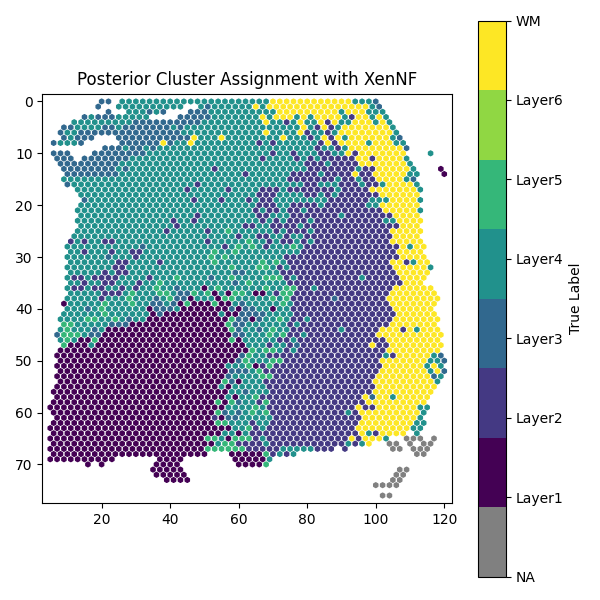 Posterior Cluster Assignment with XenNF
0
10
20
30
40
50
60
70
20
40
60
80
100
120
WM
Layer6
Layer5
Layer4
Layer3
Layer2
Layer1
NA
True Label